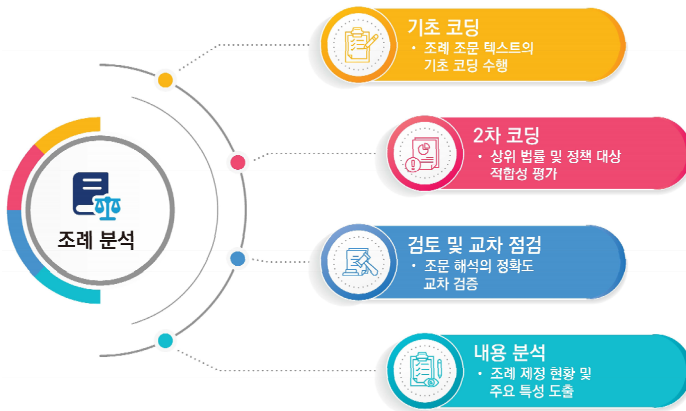 기초 코딩
• 조례 조문 텍스트의
기초 코딩 수행
2차 코딩
• 상위 법률 및 정책 대상
적합성 평가
조례 분석
검토 및 교차 점검
• 조문 해석의 정확도
교차 검증
내용 분석
• 조례 제정 현황 및
주요 특성 도출